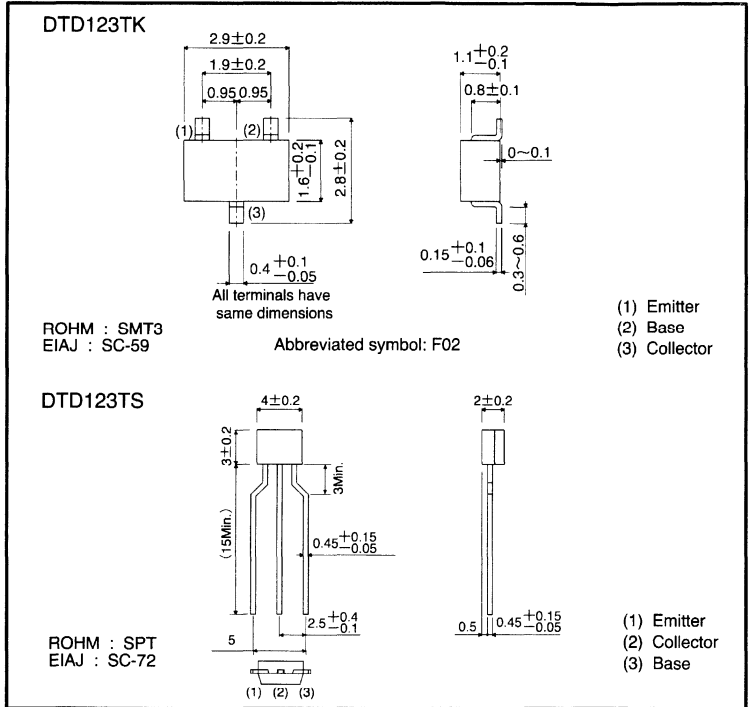 DTD123TK
2.9±0.2
1.9±0.2
0.95 0.95
(1) (2)
1.6 +0.2 −0.1
2.8±0.2
(3)
0.4 +0.1 −0.05
All terminals have
same dimensions
1.1 +0.2 −0.1
0.8±0.1
0~0.1
0.15 +0.1 −0.06
0.3~0.6
(1) Emitter
(2) Base
(3) Collector
ROHM : SMT3
EIAJ : SC-59
Abbreviated symbol: F02
DTD123TS
4±0.2
2±0.2
3±0.2
3Min.
(15Min.)
0.45 +0.15 −0.05
2.5 +0.4 −0.1
5
0.5
0.45 +0.15 −0.05
(1) (2) (3)
ROHM : SPT
EIAJ : SC-72
(1) Emitter
(2) Collector
(3) Base